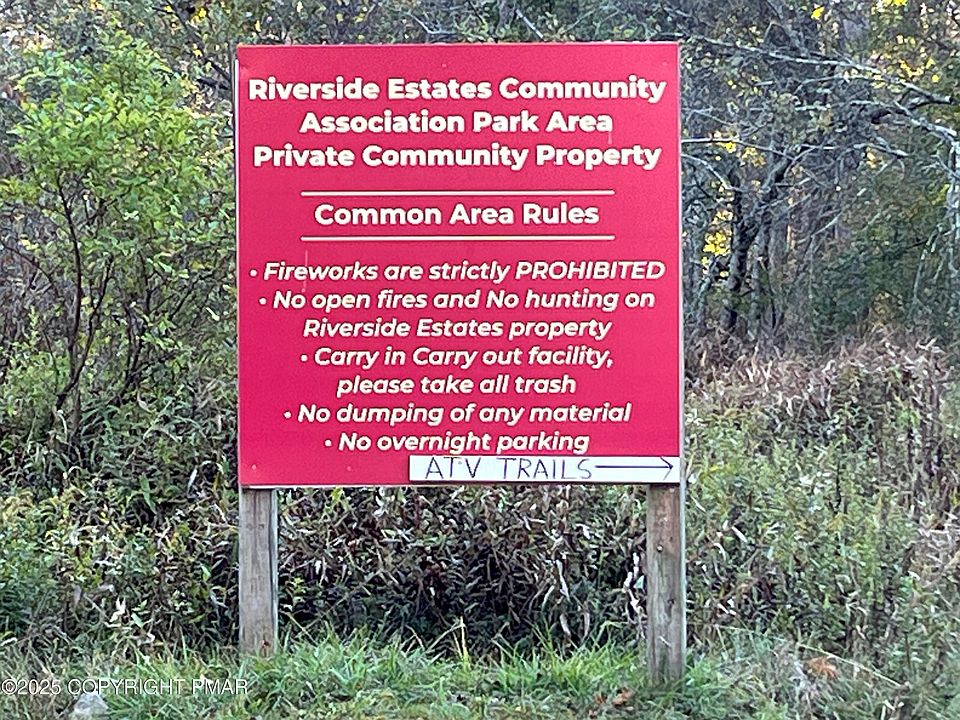 Riverside Estates Community
Association Park Area
Private Community Property
Common Area Rules
• Fireworks are strictly PROHIBITED
• No open fires and No hunting on
Riverside Estates property
• Carry in Carry out facility,
please take all trash
• No dumping of any material
• No overnight parking
ATV TRAILS
©2025 COPYRIGHT PMAR